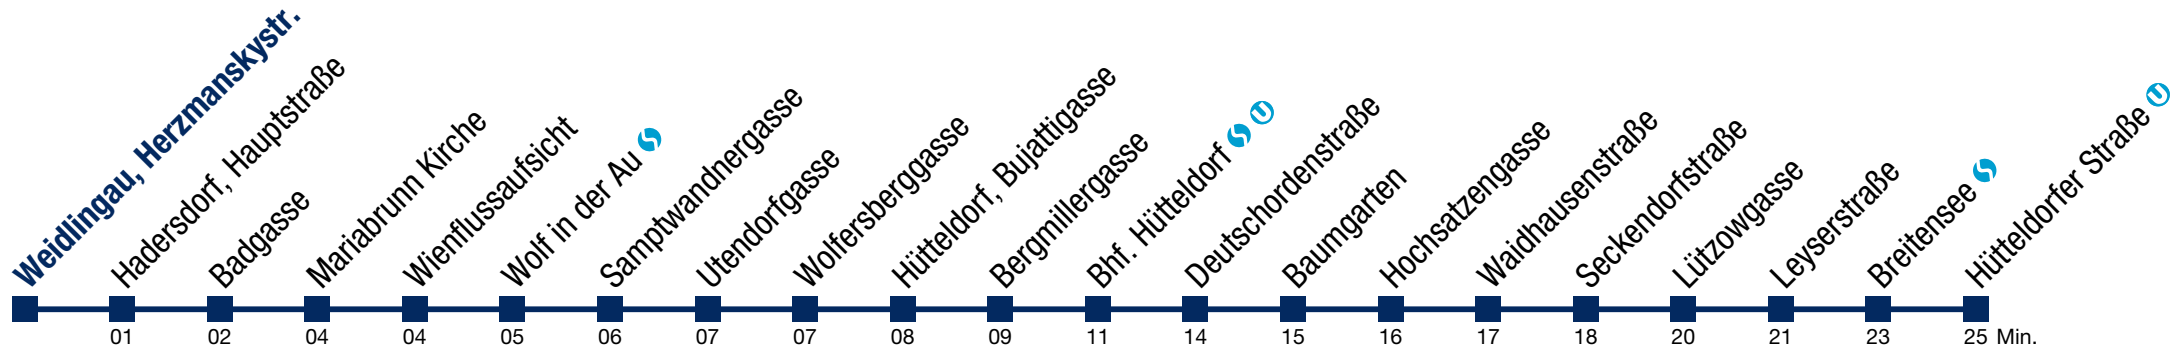 Weidlingau, Herzmanskystr.
Hadersdorf, Hauptstraße
Badgasse
Mariabrunn Kirche
Wienflussaufsicht
Wolf in der Au S
Samptwandnergasse
Utendorfgasse
Wolfersberggasse
Hütteldorf, Bujattigasse
Bergmillergasse
Bhf. Hütteldorf S U
Deutschordenstraße
Baumgarten
Hochsatzengasse
Waidhausenstraße
Seckendorfstraße
Lützowgasse
Leyserstraße
Breitensee S
Hütteldorfer Straße U
01 02 04 04 05 06 07 07 08 09 11 14 15 16 17 18 20 21 23 25 Min.